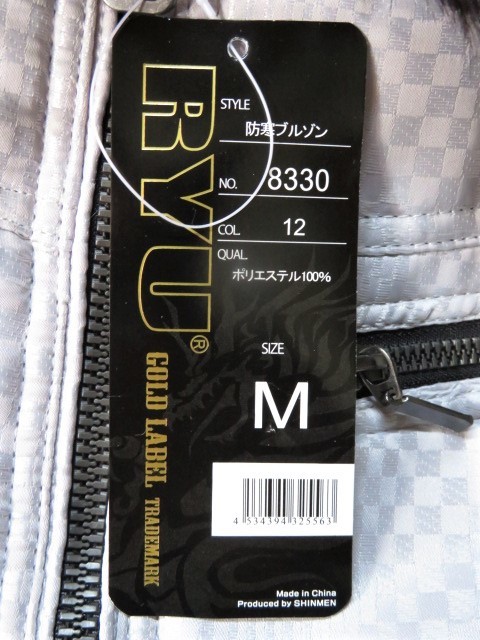 RYU®
GOLD LABEL TRADEMARK
STYLE
防寒ブルゾン
NO. 8330
COL. 12
QUAL.
ポリエステル100%
SIZE
M
4 534394 325563
Made in China
Produced by SHINMEN